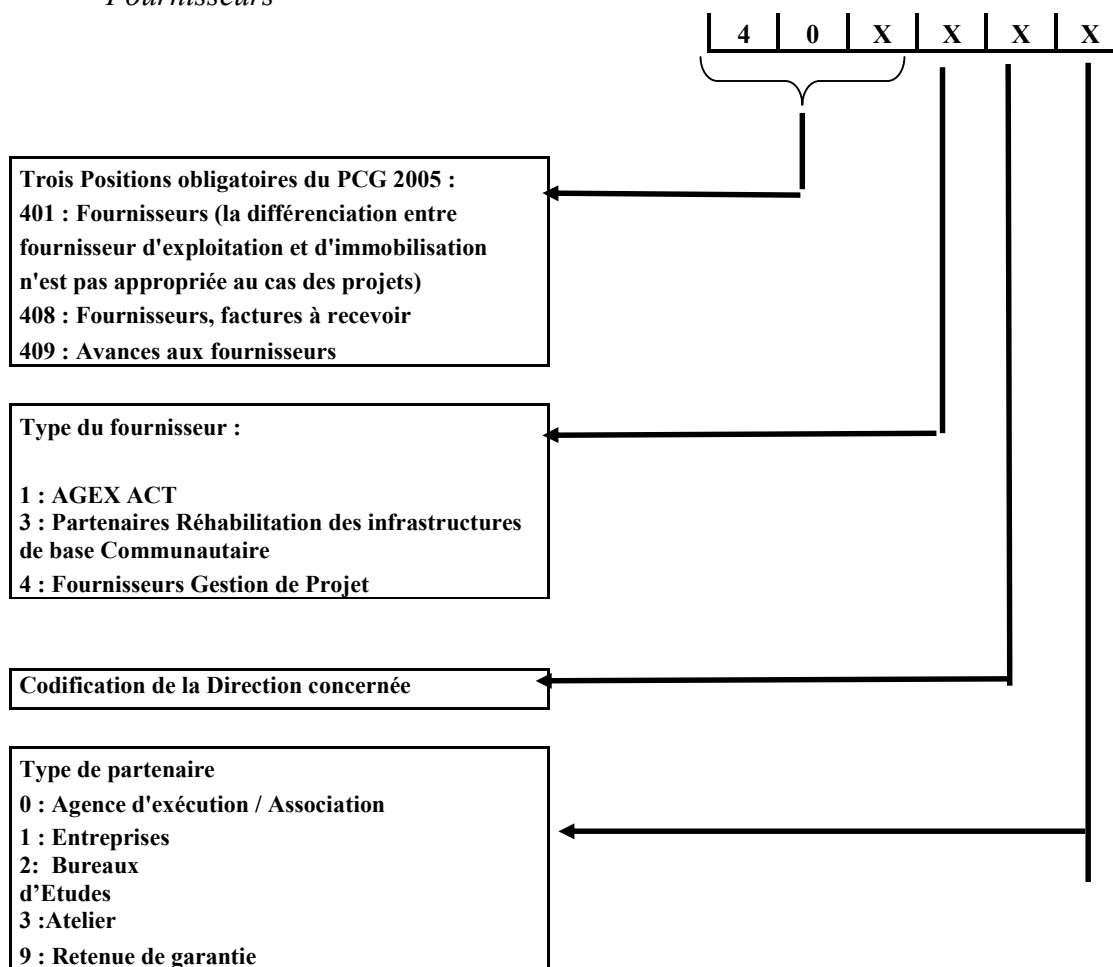 Fournisseurs
4 0 X X X X
Trois Positions obligatoires du PCG 2005 :
401 : Fournisseurs (la différenciation entre
fournisseur d'exploitation et d'immobilisation
n'est pas appropriée au cas des projets)
408 : Fournisseurs, factures à recevoir
409 : Avances aux fournisseurs
Type du fournisseur :
1 : AGEX ACT
3 : Partenaires Réhabilitation des infrastructures
de base Communautaire
4 : Fournisseurs Gestion de Projet
Codification de la Direction concernée
Type de partenaire
0 : Agence d'exécution / Association
1 : Entreprises
2: Bureaux
d’Etudes
3 :Atelier
9 : Retenue de garantie